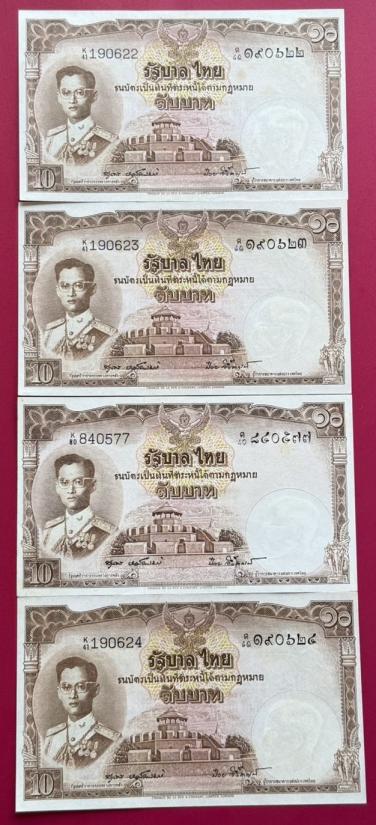 K/41 190622
๑๙๐๖๒๒
๑๐
รัฐบาลไทย
ธนบัตรเป็นเงินที่ชำระหนี้ได้ตามกฎหมาย
สิบบาท
10
K/41 190623
๑๙๐๖๒๓
๑๐
รัฐบาลไทย
ธนบัตรเป็นเงินที่ชำระหนี้ได้ตามกฎหมาย
สิบบาท
10
K/40 840577
๘๔๐๕๗๗
๑๐
รัฐบาลไทย
ธนบัตรเป็นเงินที่ชำระหนี้ได้ตามกฎหมาย
สิบบาท
10
K/41 190624
๑๙๐๖๒๔
๑๐
รัฐบาลไทย
ธนบัตรเป็นเงินที่ชำระหนี้ได้ตามกฎหมาย
สิบบาท
10